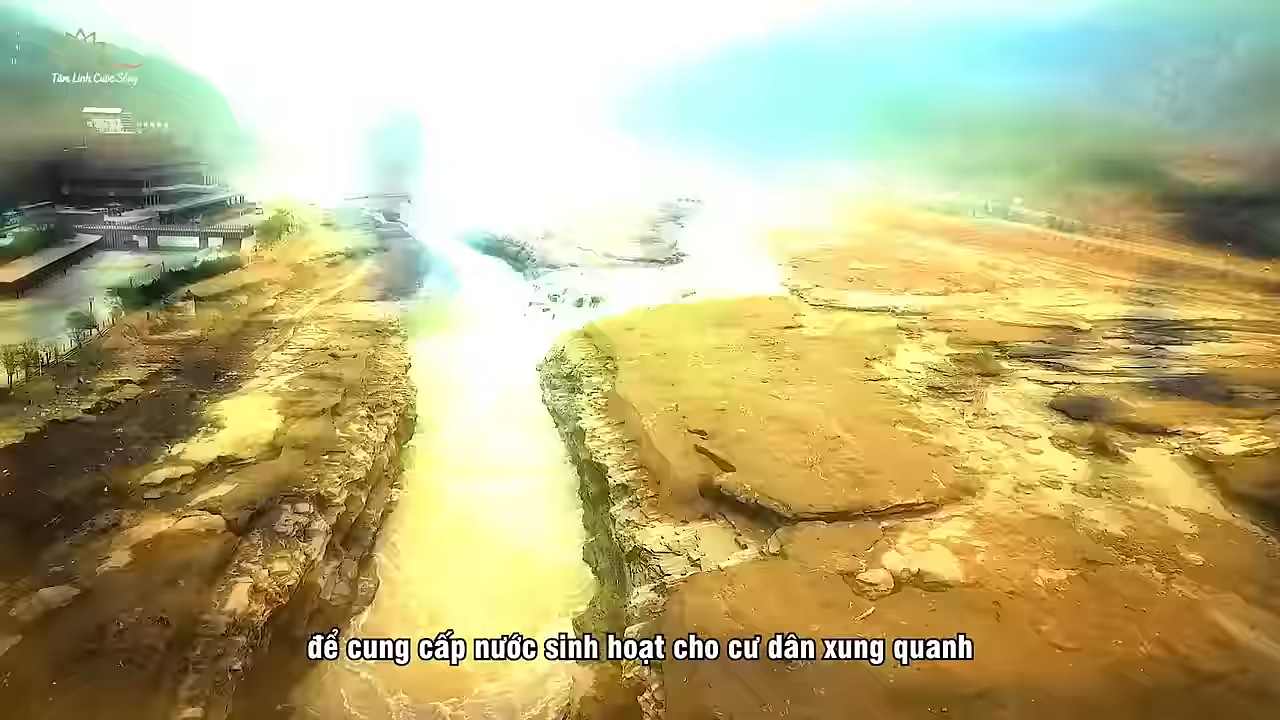 Tâm Linh Cuộc Sống
để cung cấp nước sinh hoạt cho cư dân xung quanh